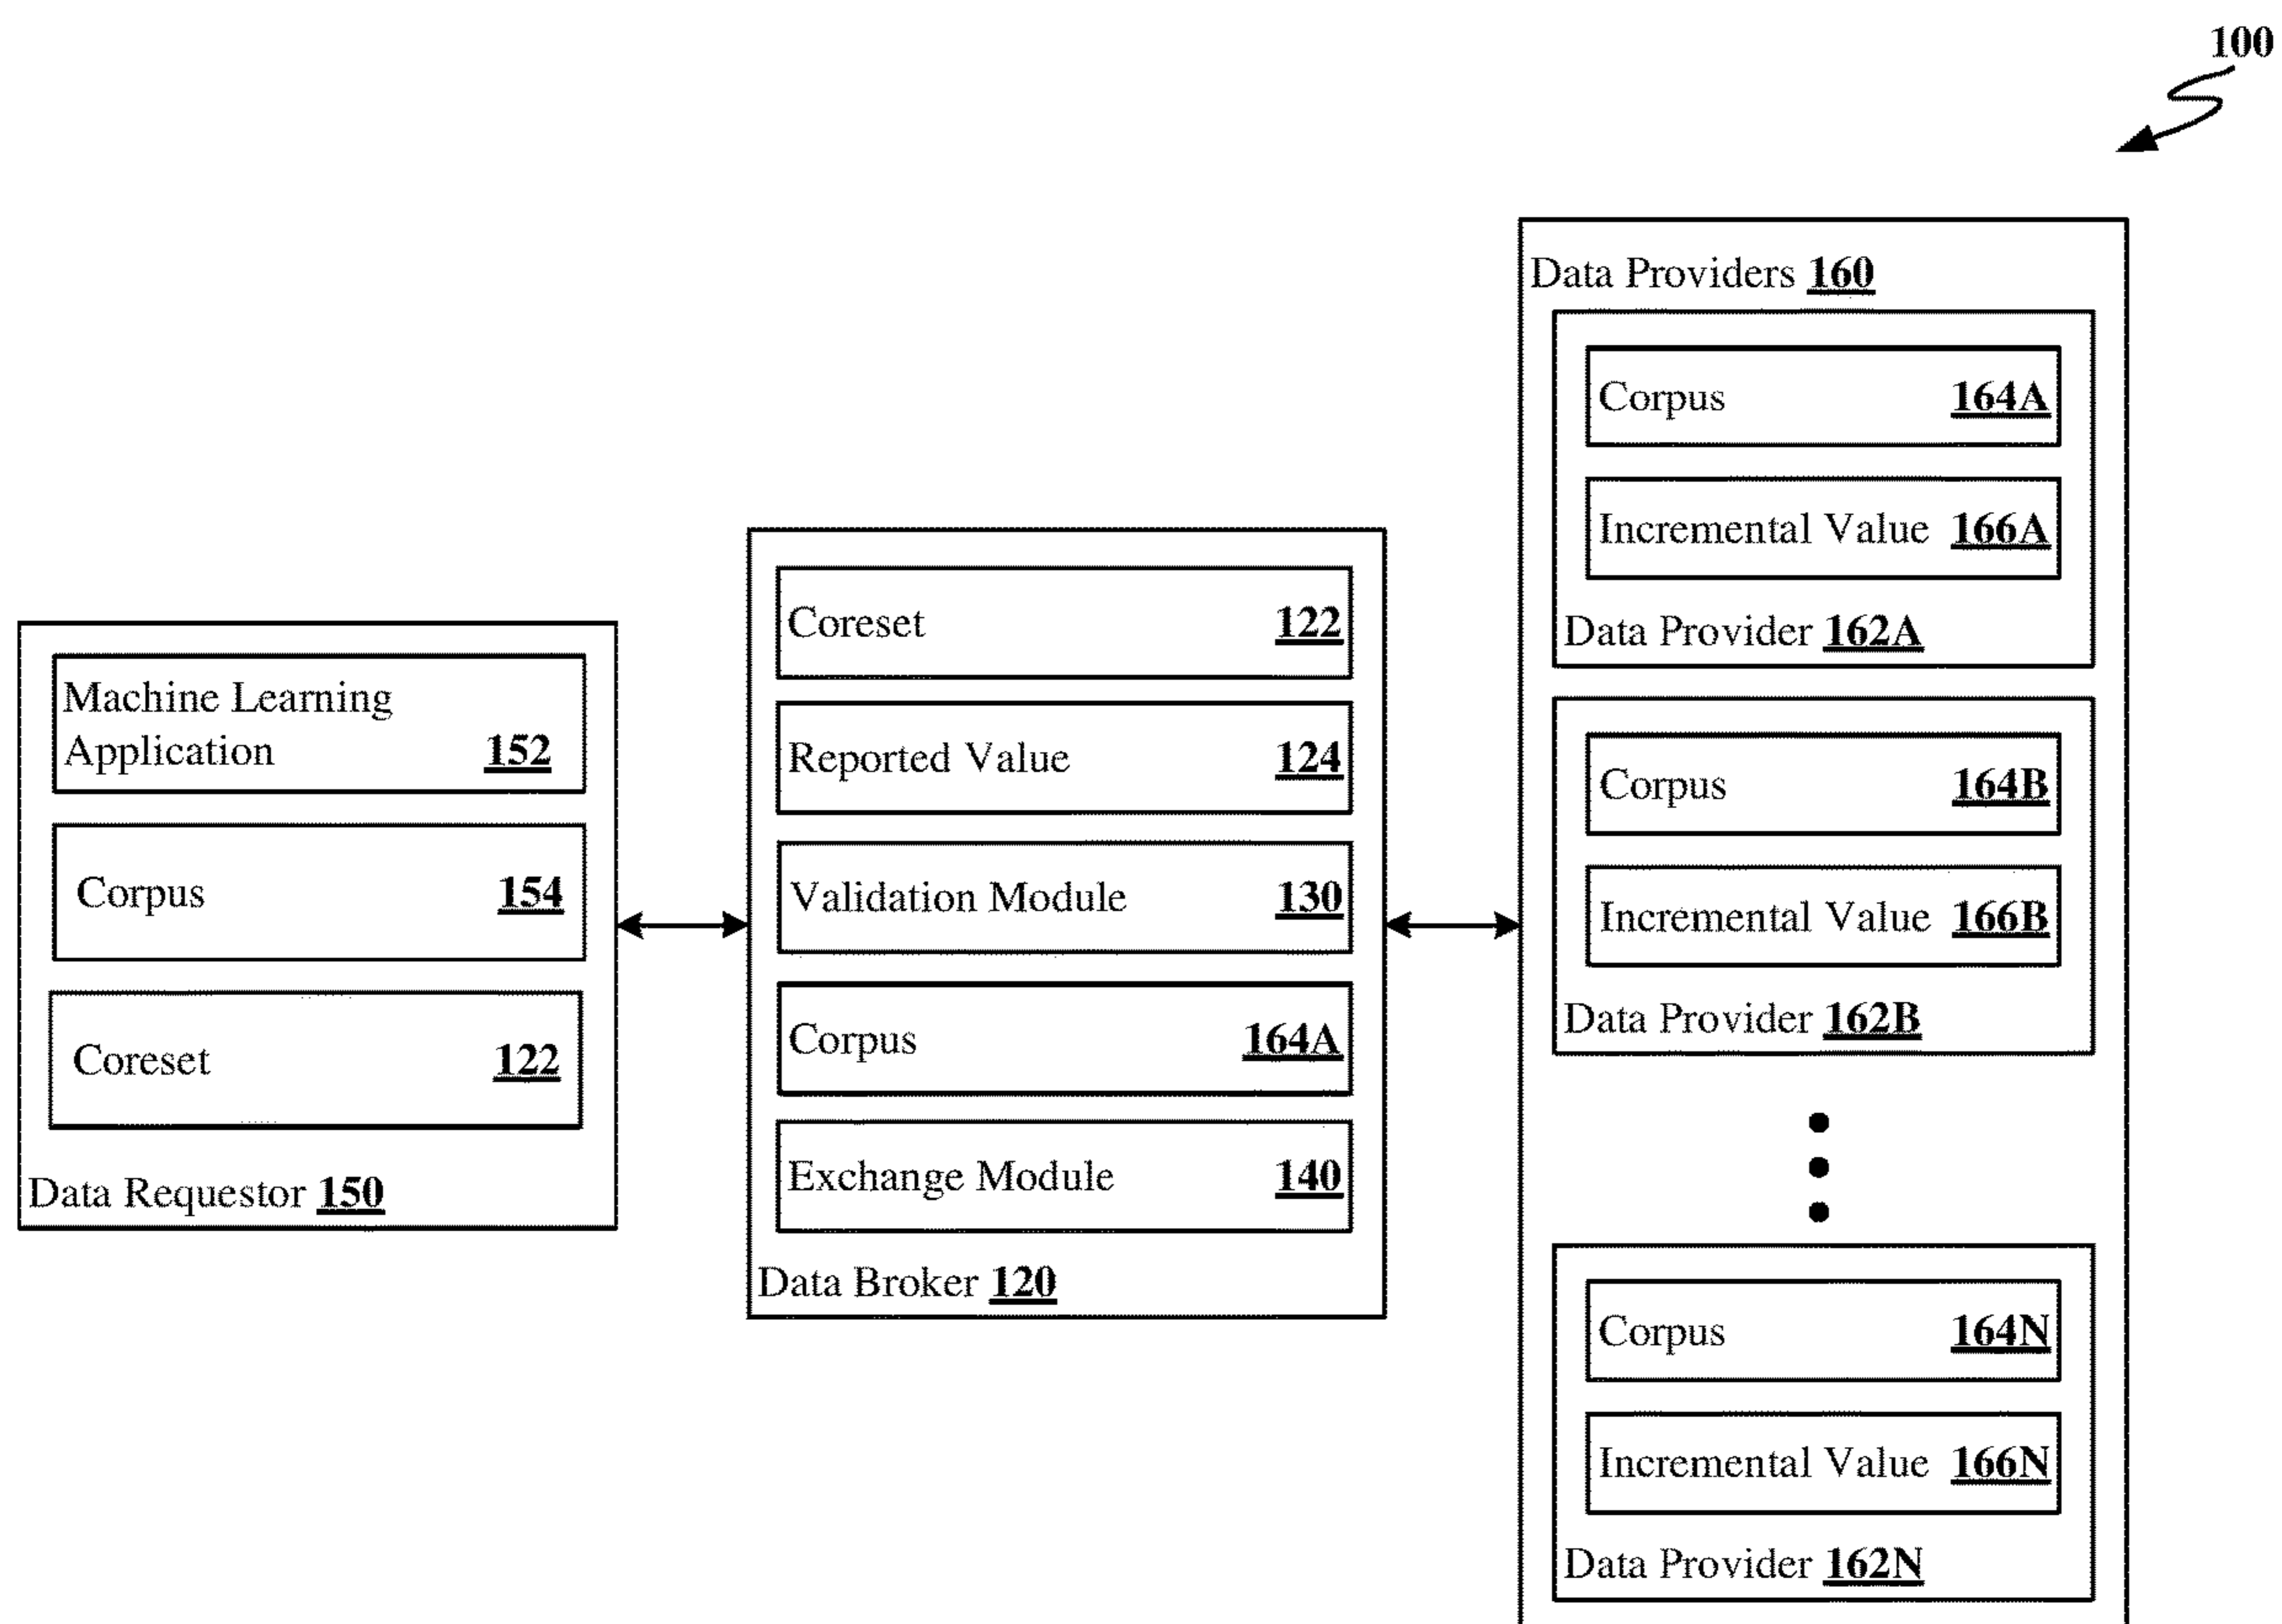 100
Machine Learning
Application 152
Corpus 154
Coreset 122
Data Requestor 150
Coreset 122
Reported Value 124
Validation Module 130
Corpus 164A
Exchange Module 140
Data Broker 120
Data Providers 160
Corpus 164A
Incremental Value 166A
Data Provider 162A
Corpus 164B
Incremental Value 166B
Data Provider 162B
Corpus 164N
Incremental Value 166N
Data Provider 162N